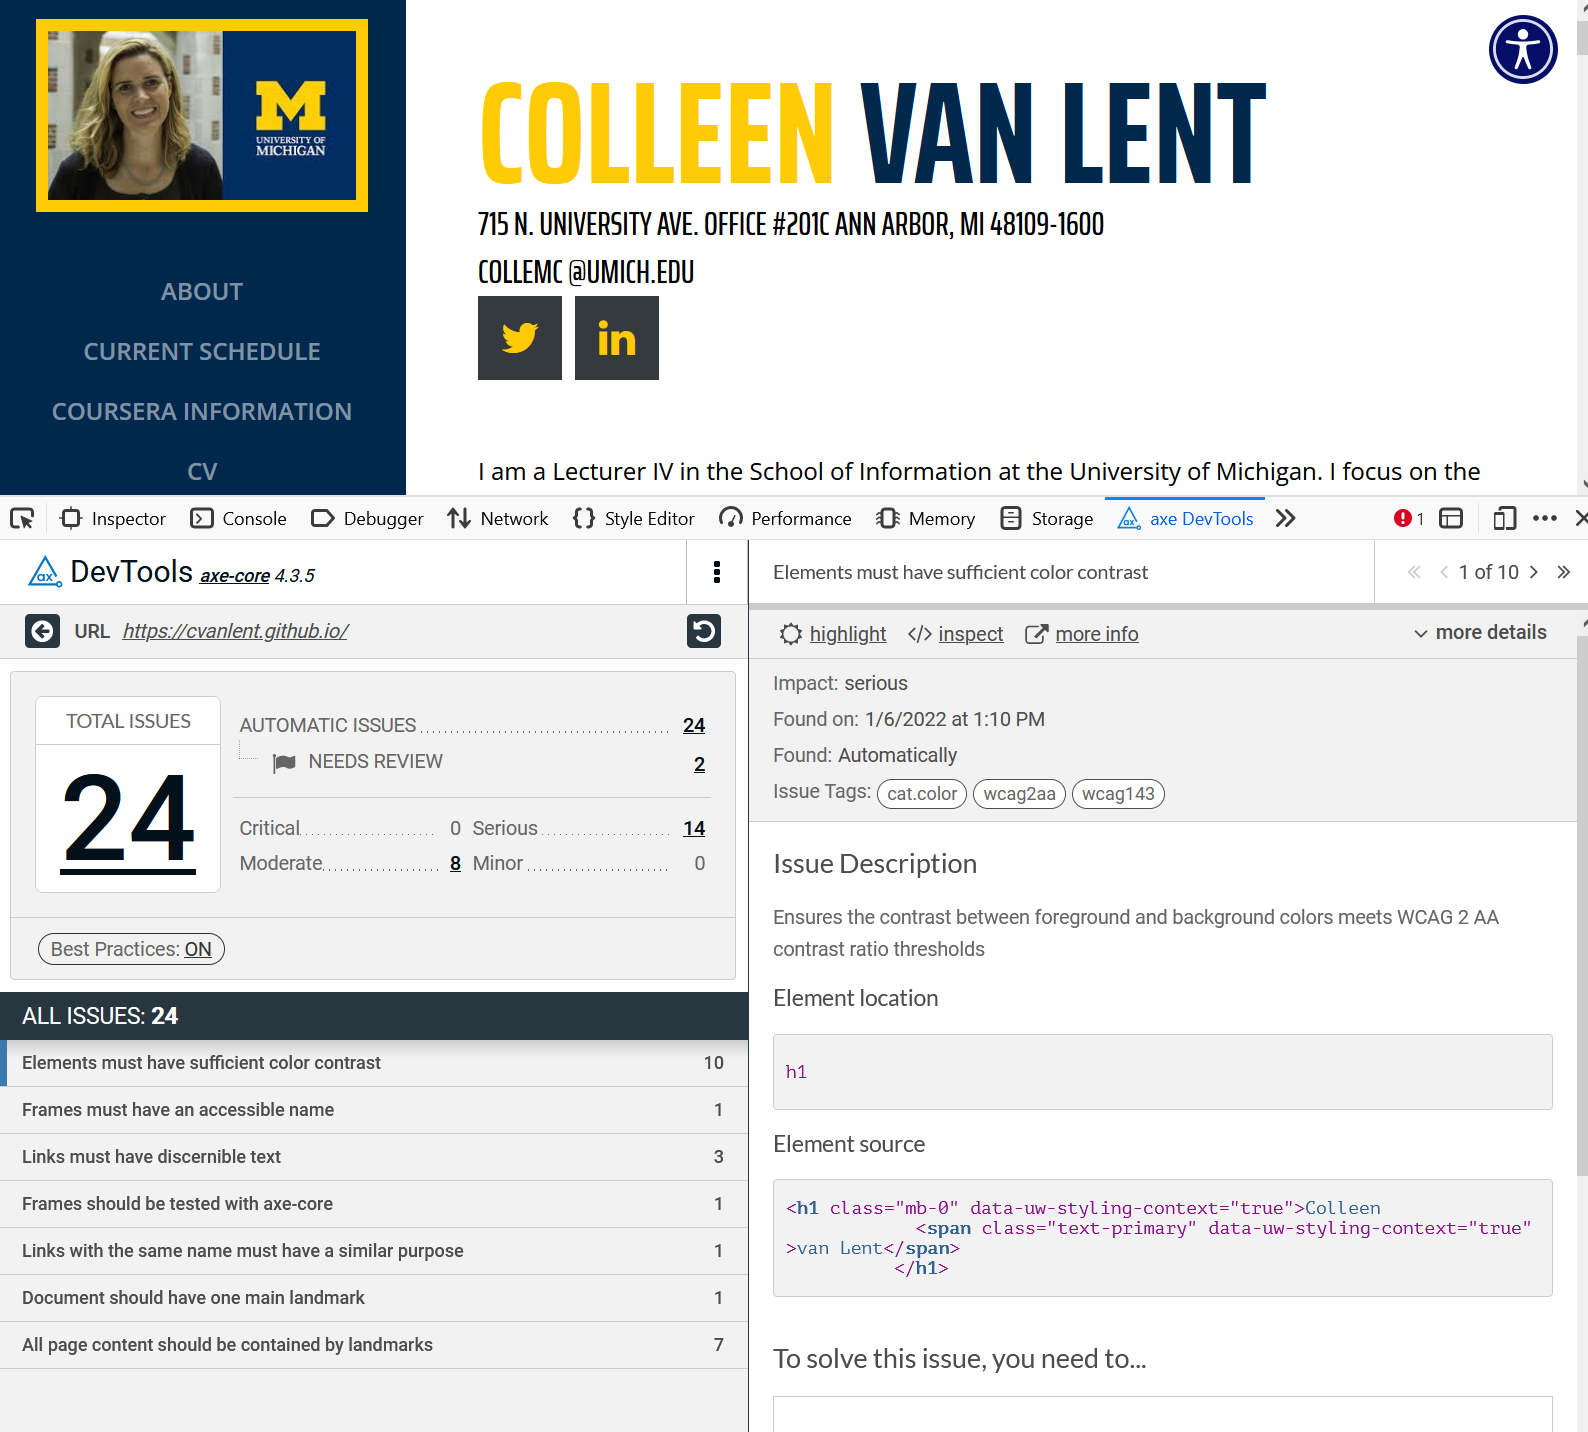 M
UNIVERSITY OF
MICHIGAN
ABOUT
CURRENT SCHEDULE
COURSERA INFORMATION
CV
COLLEEN VAN LENT
715 N. UNIVERSITY AVE. OFFICE #201C ANN ARBOR, MI 48109-1600
COLLEMC @UMICH.EDU
in
I am a Lecturer IV in the School of Information at the University of Michigan. I focus on the
Inspector Console Debugger Network Style Editor Performance Memory Storage axe DevTools 1
ax DevTools axe-core 4.3.5
URL https://cvanlent.github.io/
TOTAL ISSUES
24
AUTOMATIC ISSUES 24
NEEDS REVIEW 2
Critical 0 Serious 14
Moderate 8 Minor 0
Best Practices: ON
ALL ISSUES: 24
Elements must have sufficient color contrast 10
Frames must have an accessible name 1
Links must have discernible text 3
Frames should be tested with axe-core 1
Links with the same name must have a similar purpose 1
Document should have one main landmark 1
All page content should be contained by landmarks 7
Elements must have sufficient color contrast
1 of 10
highlight </> inspect more info more details
Impact: serious
Found on: 1/6/2022 at 1:10 PM
Found: Automatically
Issue Tags: cat.color wcag2aa wcag143
Issue Description
Ensures the contrast between foreground and background colors meets WCAG 2 AA
contrast ratio thresholds
Element location
h1
Element source
<h1 class="mb-0" data-uw-styling-context="true">Colleen
<span class="text-primary" data-uw-styling-context="true"
>van Lent</span>
</h1>
To solve this issue, you need to...